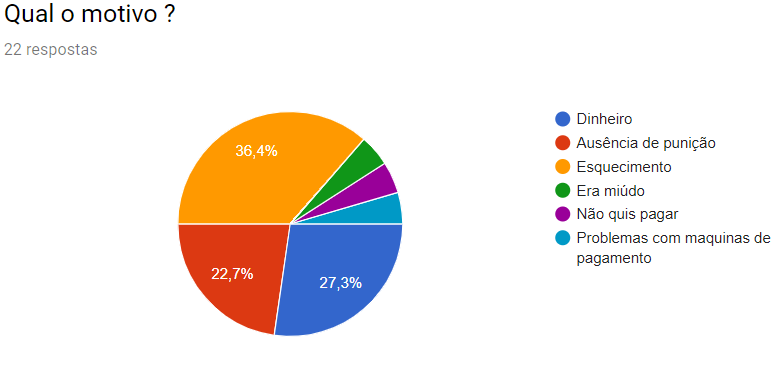 Qual o motivo ?
22 respostas
36,4%
22,7%
27,3%
Dinheiro
Ausência de punição
Esquecimento
Era miúdo
Não quis pagar
Problemas com maquinas de
pagamento